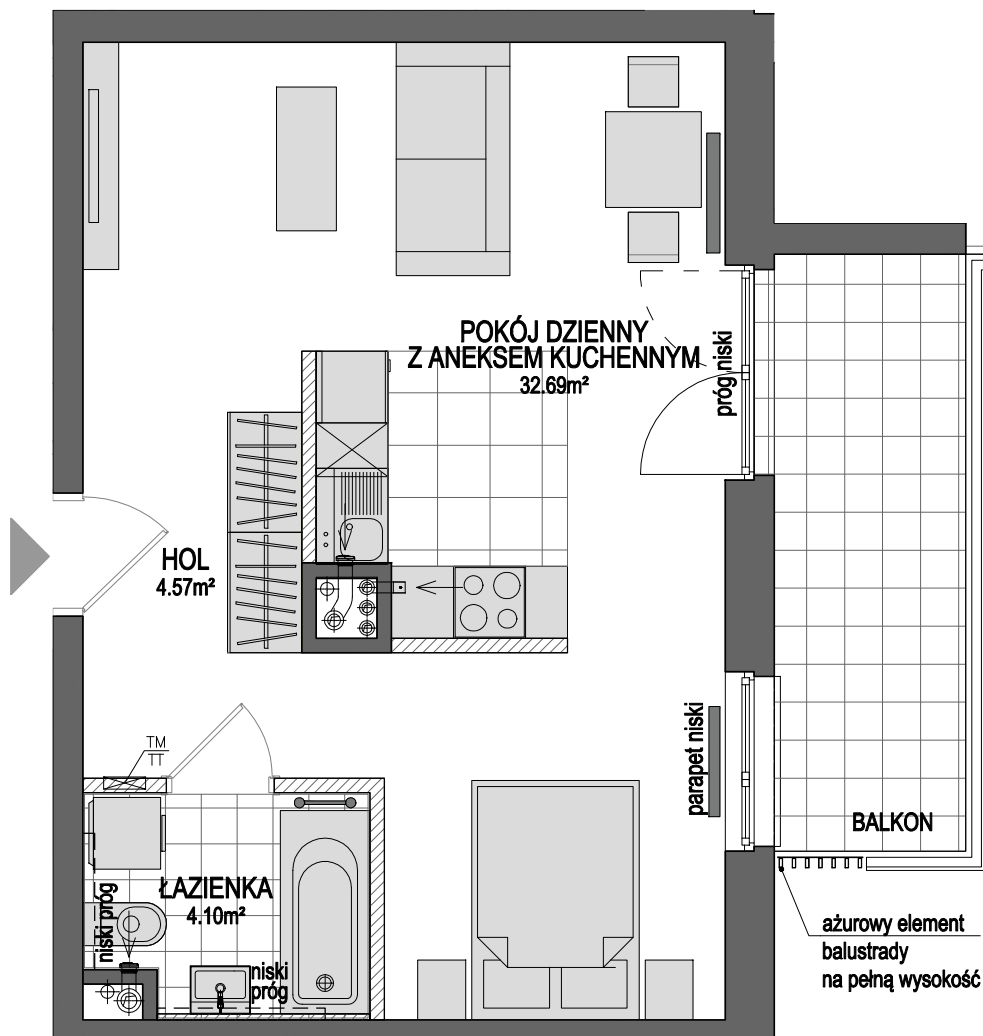 POKÓJ DZIENNY
Z ANEKSEM KUCHENNYM
32.69m²
próg niski
HOL
4.57m²
TM
TT
parapet niski
BALKON
ŁAZIENKA
4.10m²
niski próg
niski
próg
ażurowy element
balustrady
na pełną wysokość